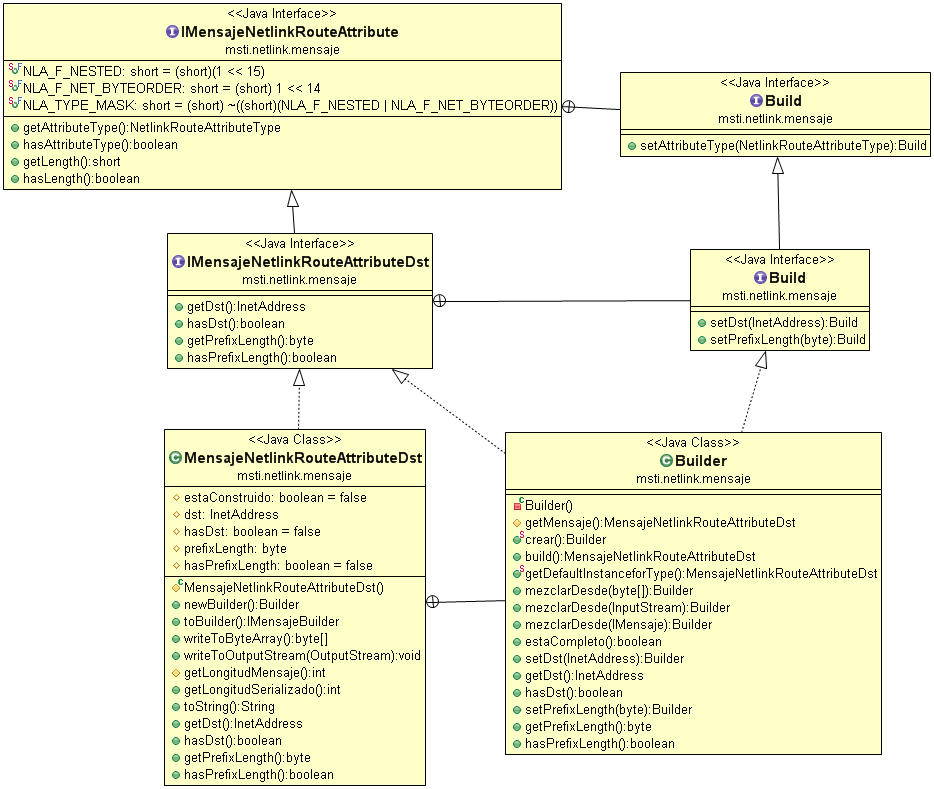 <<Java Interface>>
IMensajeNetlinkRouteAttribute
msti.netlink.mensaje
NLA_F_NESTED: short = (short)(1 << 15)
NLA_F_NET_BYTEORDER: short = (short) 1 << 14
NLA_TYPE_MASK: short = (short) ~((short)(NLA_F_NESTED | NLA_F_NET_BYTEORDER))
getAttributeType():NetlinkRouteAttributeType
hasAttributeType():boolean
getLength():short
hasLength():boolean
<<Java Interface>>
Build
msti.netlink.mensaje
setAttributeType(NetlinkRouteAttributeType):Build
<<Java Interface>>
IMensajeNetlinkRouteAttributeDst
msti.netlink.mensaje
getDst():InetAddress
hasDst():boolean
getPrefixLength():byte
hasPrefixLength():boolean
<<Java Interface>>
Build
msti.netlink.mensaje
setDst(InetAddress):Build
setPrefixLength(byte):Build
<<Java Class>>
MensajeNetlinkRouteAttributeDst
msti.netlink.mensaje
estaConstruido: boolean = false
dst: InetAddress
hasDst: boolean = false
prefixLength: byte
hasPrefixLength: boolean = false
MensajeNetlinkRouteAttributeDst()
newBuilder():Builder
toBuilder():IMensajeBuilder
writeToByteArray():byte[]
writeToOutputStream(OutputStream):void
getLongitudMensaje():int
getLongitudSerializado():int
toString():String
getDst():InetAddress
hasDst():boolean
getPrefixLength():byte
hasPrefixLength():boolean
<<Java Class>>
Builder
msti.netlink.mensaje
Builder()
getMensaje():MensajeNetlinkRouteAttributeDst
crear():Builder
build():MensajeNetlinkRouteAttributeDst
getDefaultInstanceforType():MensajeNetlinkRouteAttributeDst
mezclarDesde(byte[]):Builder
mezclarDesde(InputStream):Builder
mezclarDesde(IMensaje):Builder
estaCompleto():boolean
setDst(InetAddress):Builder
getDst():InetAddress
hasDst():boolean
setPrefixLength(byte):Builder
getPrefixLength():byte
hasPrefixLength():boolean